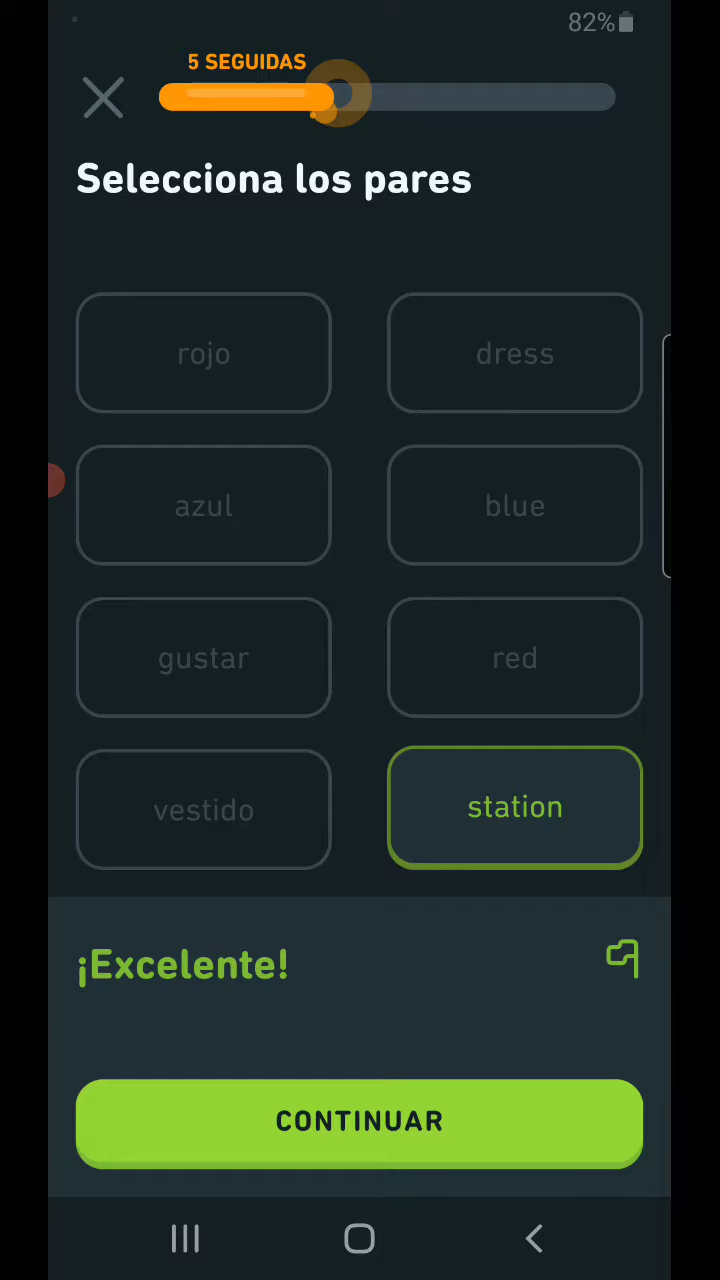 82%
5 SEGUIDAS
Selecciona los pares
rojo dress
azul blue
gustar red
vestido station
¡Excelente!
CONTINUAR